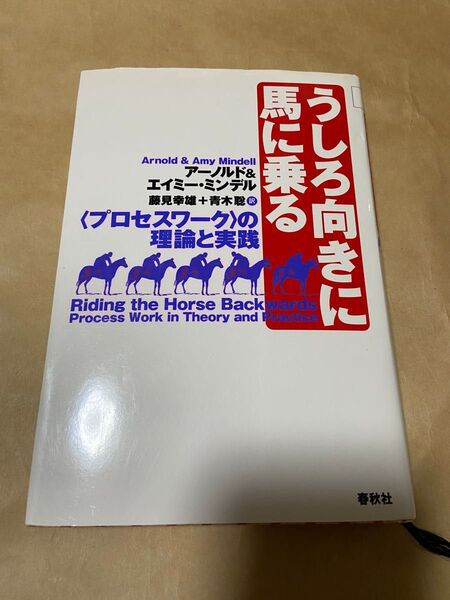 うしろ向きに
馬に乗る
Arnold & Amy Mindell
アーノルド&
エイミー・ミンデル
藤見幸雄+青木聡 訳
〈プロセスワーク〉の
理論と実践
Riding the Horse Backwards
Process Work in Theory and Practice
春秋社